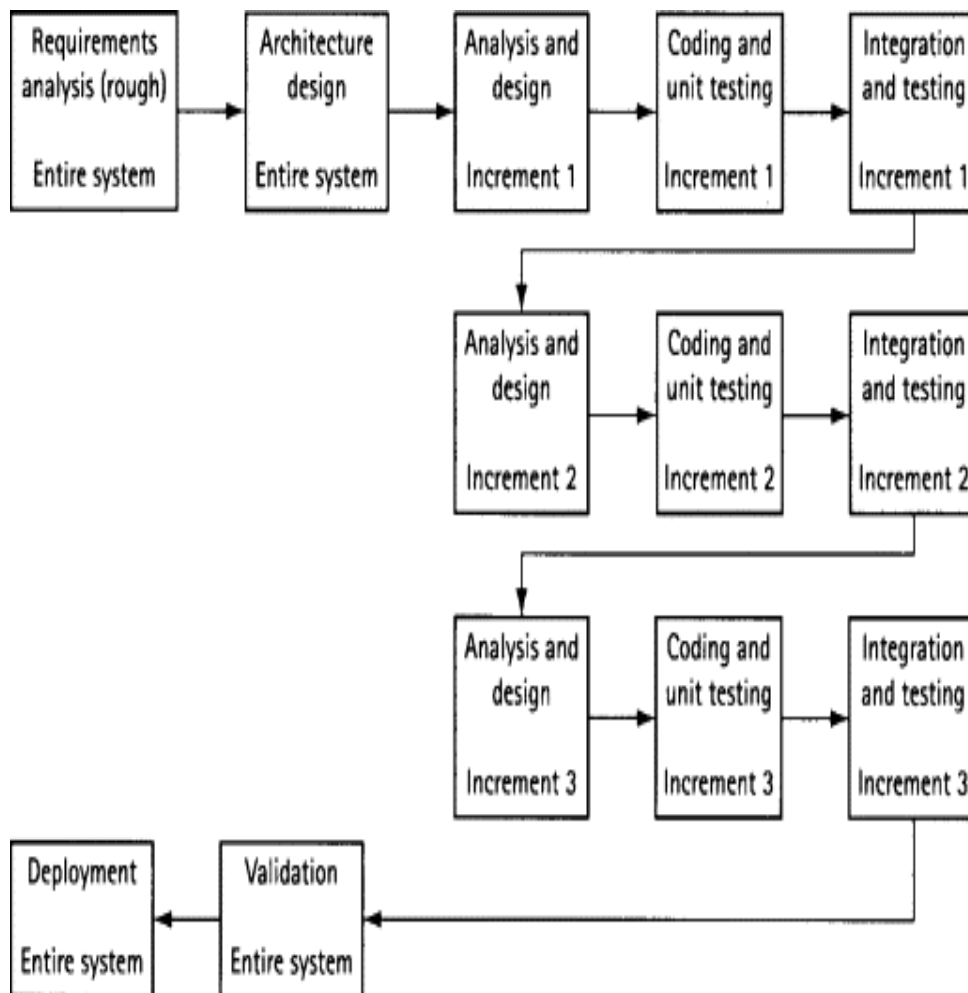 Requirements
analysis (rough)
Entire system
Architecture
design
Entire system
Analysis and
design
Increment 1
Coding and
unit testing
Increment 1
Integration
and testing
Increment 1
Analysis and
design
Increment 2
Coding and
unit testing
Increment 2
Integration
and testing
Increment 2
Analysis and
design
Increment 3
Coding and
unit testing
Increment 3
Integration
and testing
Increment 3
Deployment
Entire system
Validation
Entire system